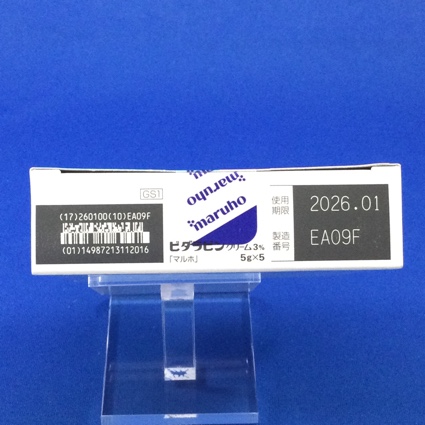 GS1
(17)260100(10)EA09F
(01)14987213112016
maruho
maruho
ビダラビンクリーム3%
「マルホ」 5g×5
使用期限 2026.01
製造番号 EA09F